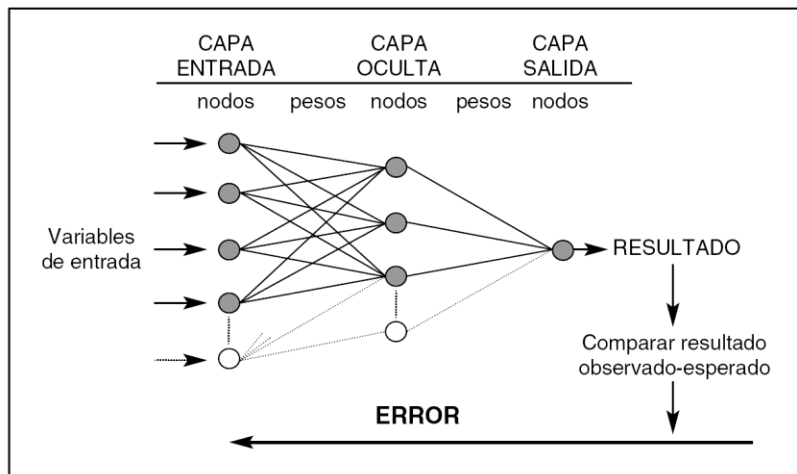 CAPA CAPA CAPA
ENTRADA OCULTA SALIDA
nodos pesos nodos pesos nodos
Variables
de entrada
RESULTADO
Comparar resultado
observado-esperado
ERROR